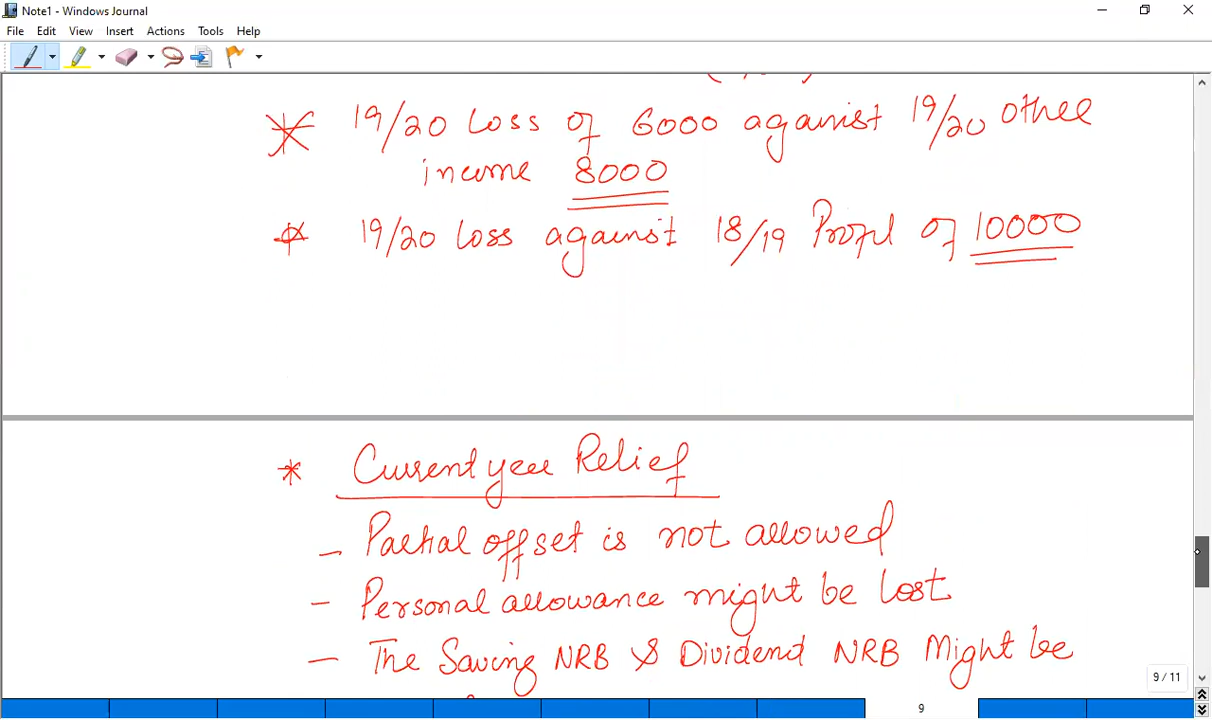 Note1 - Windows Journal
File Edit View Insert Actions Tools Help
* 19/20 Loss of 6000 against 19/20 other
income 8000
* 19/20 Loss against 18/19 Profit of 10000
* Current year Relief
- Partial offset is not allowed
- Personal allowance might be lost
- The Saving NRB & Dividend NRB Might be
9 / 11
9